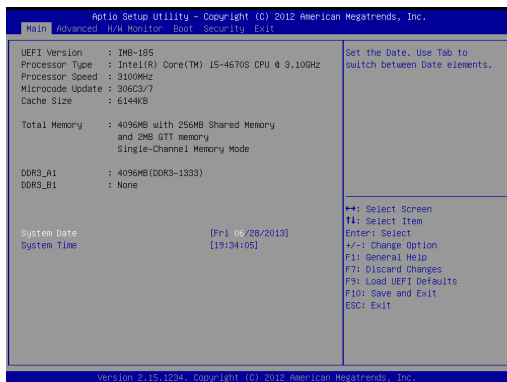 Aptio Setup Utility - Copyright (C) 2012 American Megatrends, Inc.
Main Advanced H/W Monitor Boot Security Exit
UEFI Version : IMB-185
Processor Type : Intel(R) Core(TM) i5-4670S CPU @ 3.10GHz
Processor Speed : 3100MHz
Microcode Update : 306C3/7
Cache Size : 6144KB
Total Memory : 4096MB with 256MB Shared Memory
and 2MB GTT memory
Single-Channel Memory Mode
DDR3_A1 : 4096MB(DDR3-1333)
DDR3_B1 : None
System Date [Fri 06/28/2013]
System Time [19:34:05]
Set the Date. Use Tab to
switch between Date elements.
↔: Select Screen
↑↓: Select Item
Enter: Select
+/-: Change Option
F1: General Help
F7: Discard Changes
F9: Load UEFI Defaults
F10: Save and Exit
ESC: Exit
Version 2.15.1234. Copyright (C) 2012 American Megatrends, Inc.